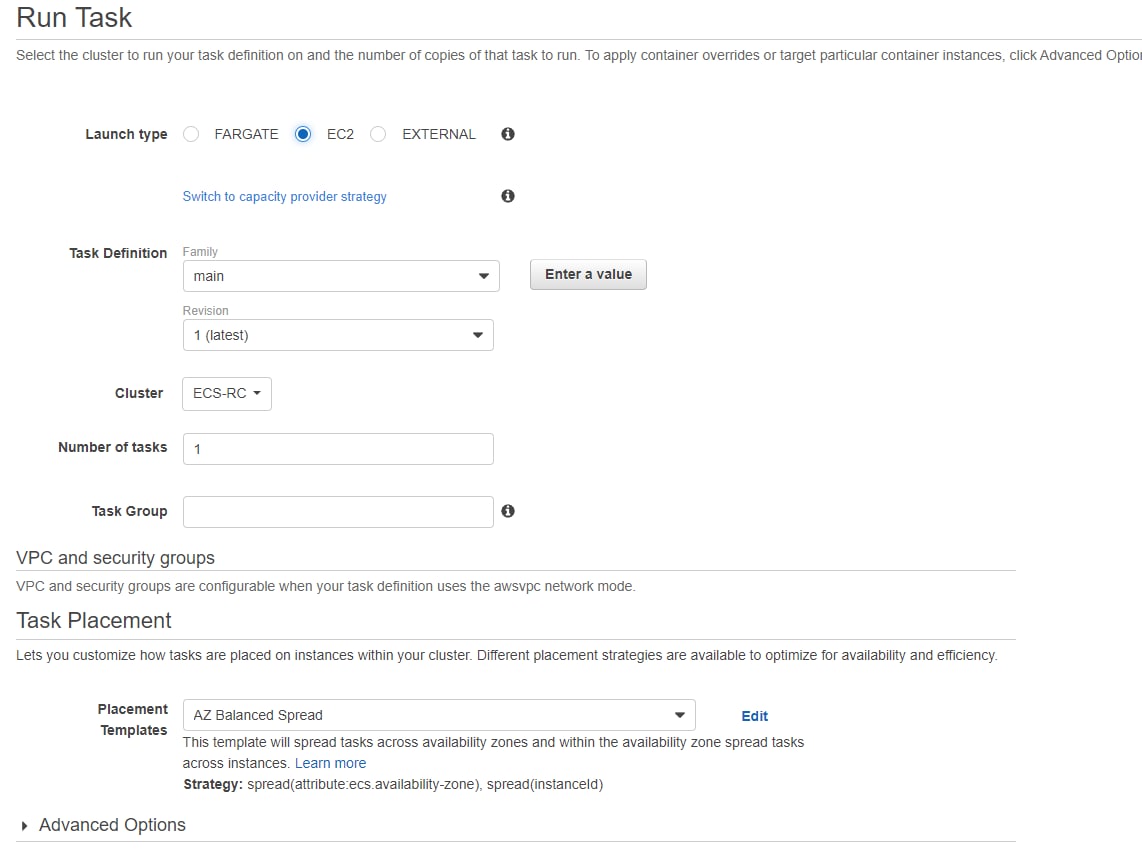 Run Task
Select the cluster to run your task definition on and the number of copies of that task to run. To apply container overrides or target particular container instances, click Advanced
Launch type FARGATE EC2 EXTERNAL
Switch to capacity provider strategy
Task Definition Family
main Enter a value
Revision
1 (latest)
Cluster ECS-RC
Number of tasks 1
Task Group
VPC and security groups
VPC and security groups are configurable when your task definition uses the awsvpc network mode.
Task Placement
Lets you customize how tasks are placed on instances within your cluster. Different placement strategies are available to optimize for availability and efficiency.
Placement Templates AZ Balanced Spread Edit
This template will spread tasks across availability zones and within the availability zone spread tasks
across instances. Learn more
Strategy: spread(attribute:ecs.availability-zone), spread(instanceId)
Advanced Options